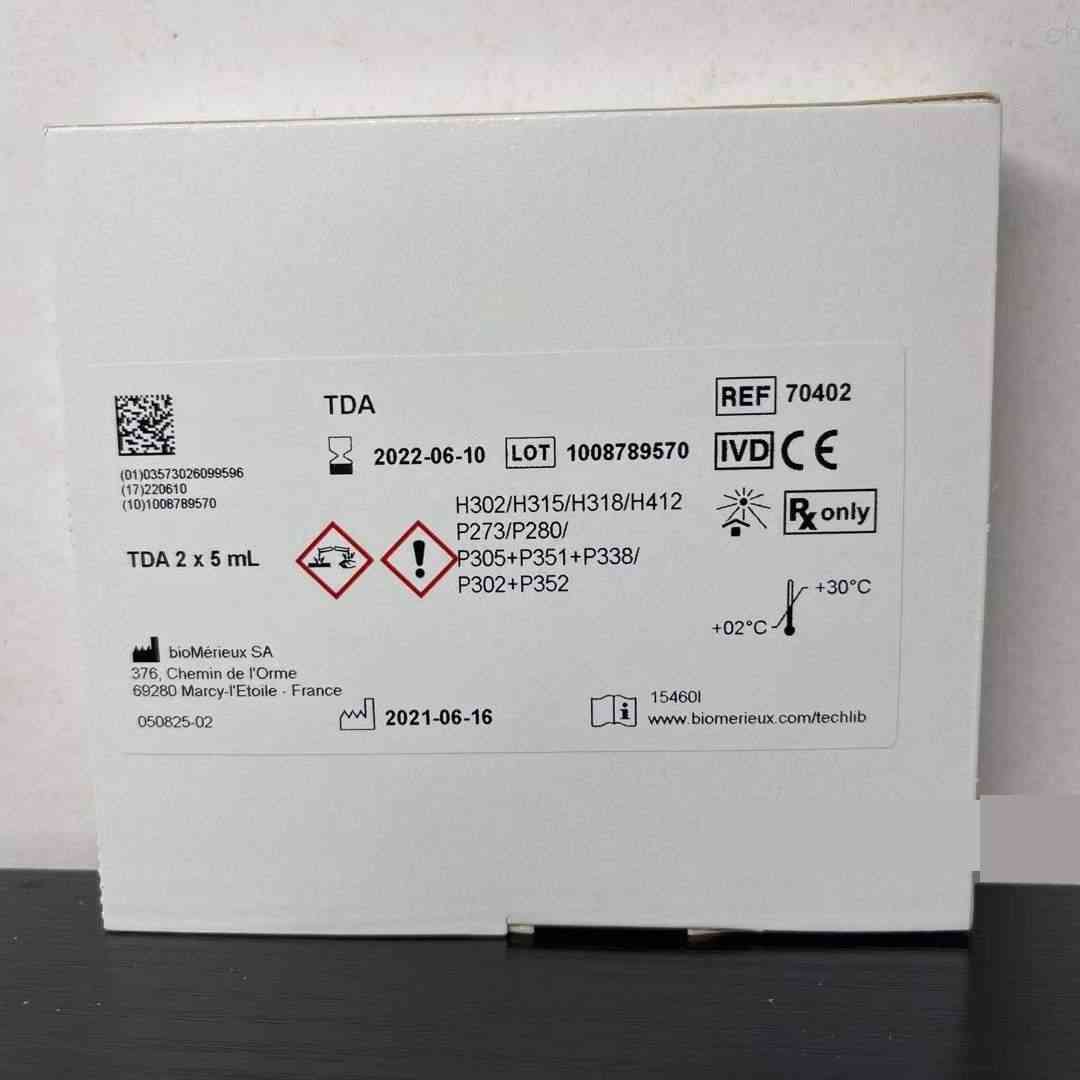 TDA
REF 70402
2022-06-10 LOT 1008789570
IVD CE
(01)03573026099596
(17)220610
(10)1008789570
H302/H315/H318/H412
P273/P280/
P305+P351+P338/
P302+P352
Rx only
TDA 2 x 5 mL
+30°C
+02°C
bioMérieux SA
376, Chemin de l'Orme
69280 Marcy-l'Etoile - France
050825-02
2021-06-16
15460I
www.biomerieux.com/techlib